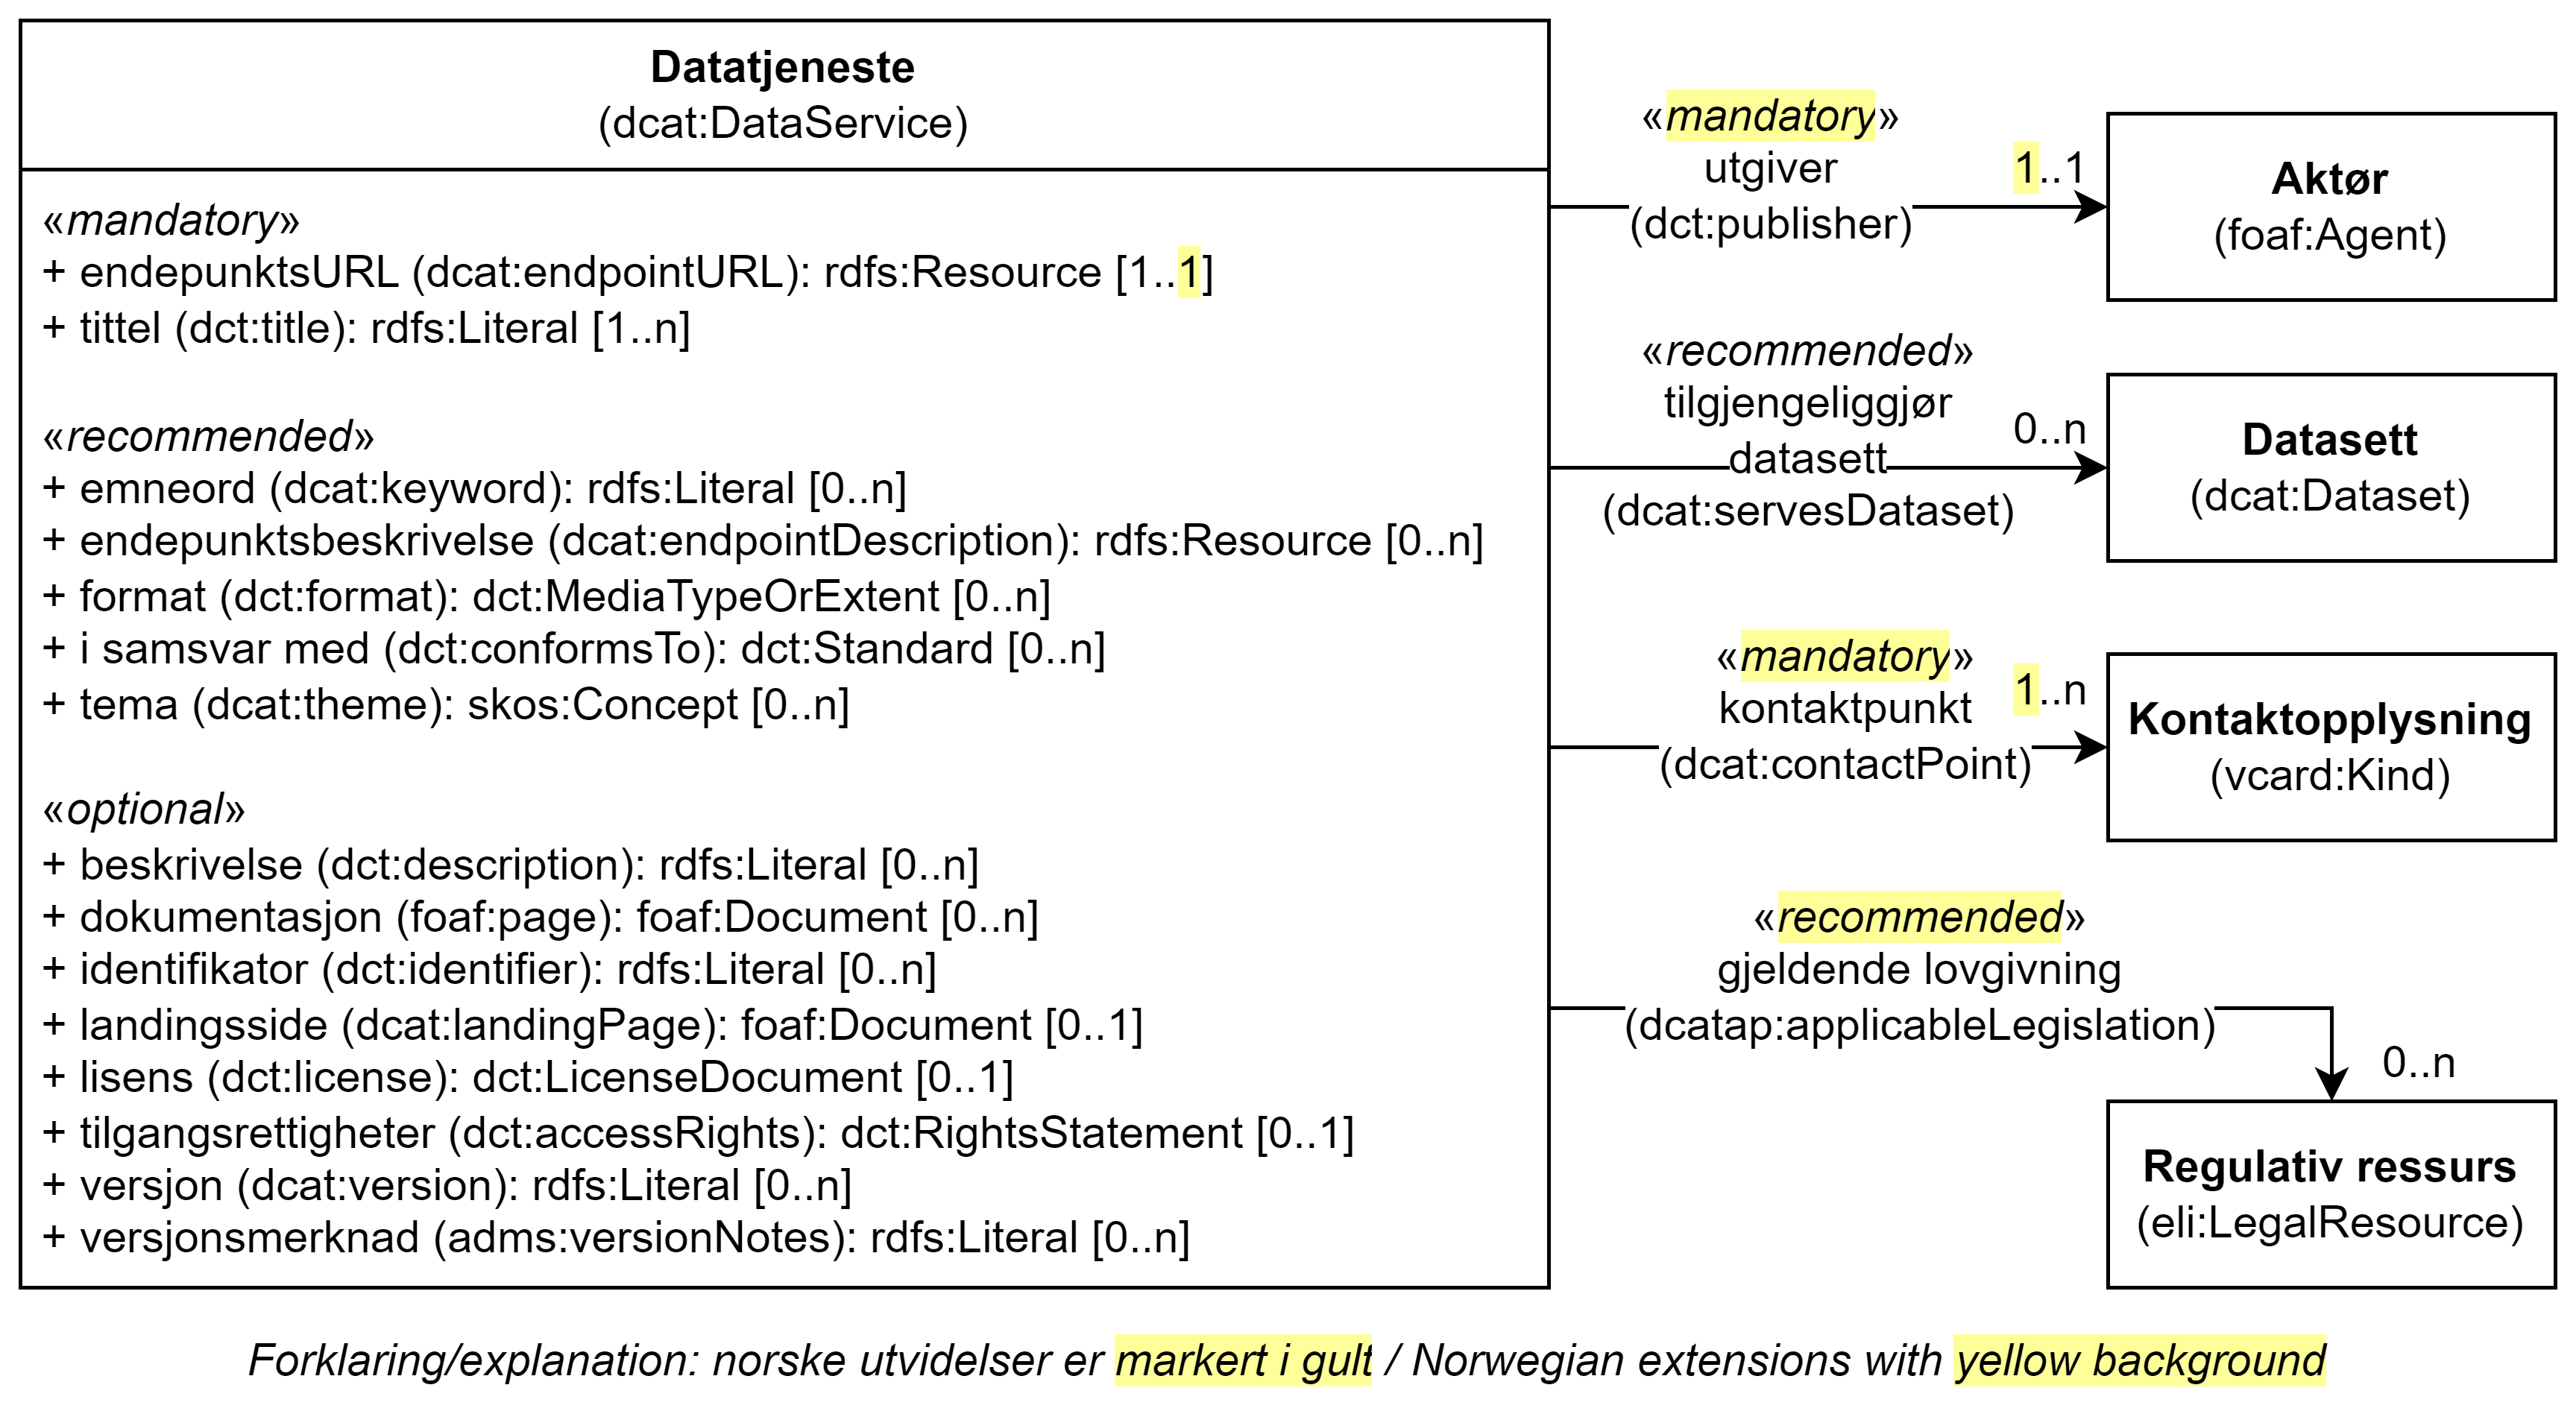 Datatjeneste
(dcat:DataService)
«mandatory»
+ endepunktsURL (dcat:endpointURL): rdfs:Resource [1..1]
+ tittel (dct:title): rdfs:Literal [1..n]
«recommended»
+ emneord (dcat:keyword): rdfs:Literal [0..n]
+ endepunktsbeskrivelse (dcat:endpointDescription): rdfs:Resource [0..n]
+ format (dct:format): dct:MediaTypeOrExtent [0..n]
+ i samsvar med (dct:conformsTo): dct:Standard [0..n]
+ tema (dcat:theme): skos:Concept [0..n]
«optional»
+ beskrivelse (dct:description): rdfs:Literal [0..n]
+ dokumentasjon (foaf:page): foaf:Document [0..n]
+ identifikator (dct:identifier): rdfs:Literal [0..n]
+ landingsside (dcat:landingPage): foaf:Document [0..1]
+ lisens (dct:license): dct:LicenseDocument [0..1]
+ tilgangsrettigheter (dct:accessRights): dct:RightsStatement [0..1]
+ versjon (dcat:version): rdfs:Literal [0..n]
+ versjonsmerknad (adms:versionNotes): rdfs:Literal [0..n]
«mandatory»
utgiver
(dct:publisher)
1..1
Aktør
(foaf:Agent)
«recommended»
tilgjengeliggjør
datasett
(dcat:servesDataset)
0..n
Datasett
(dcat:Dataset)
«mandatory»
kontaktpunkt
(dcat:contactPoint)
1..n
Kontaktopplysning
(vcard:Kind)
«recommended»
gjeldende lovgivning
(dcatap:applicableLegislation)
0..n
Regulativ ressurs
(eli:LegalResource)
Forklaring/explanation: norske utvidelser er markert i gult / Norwegian extensions with yellow background